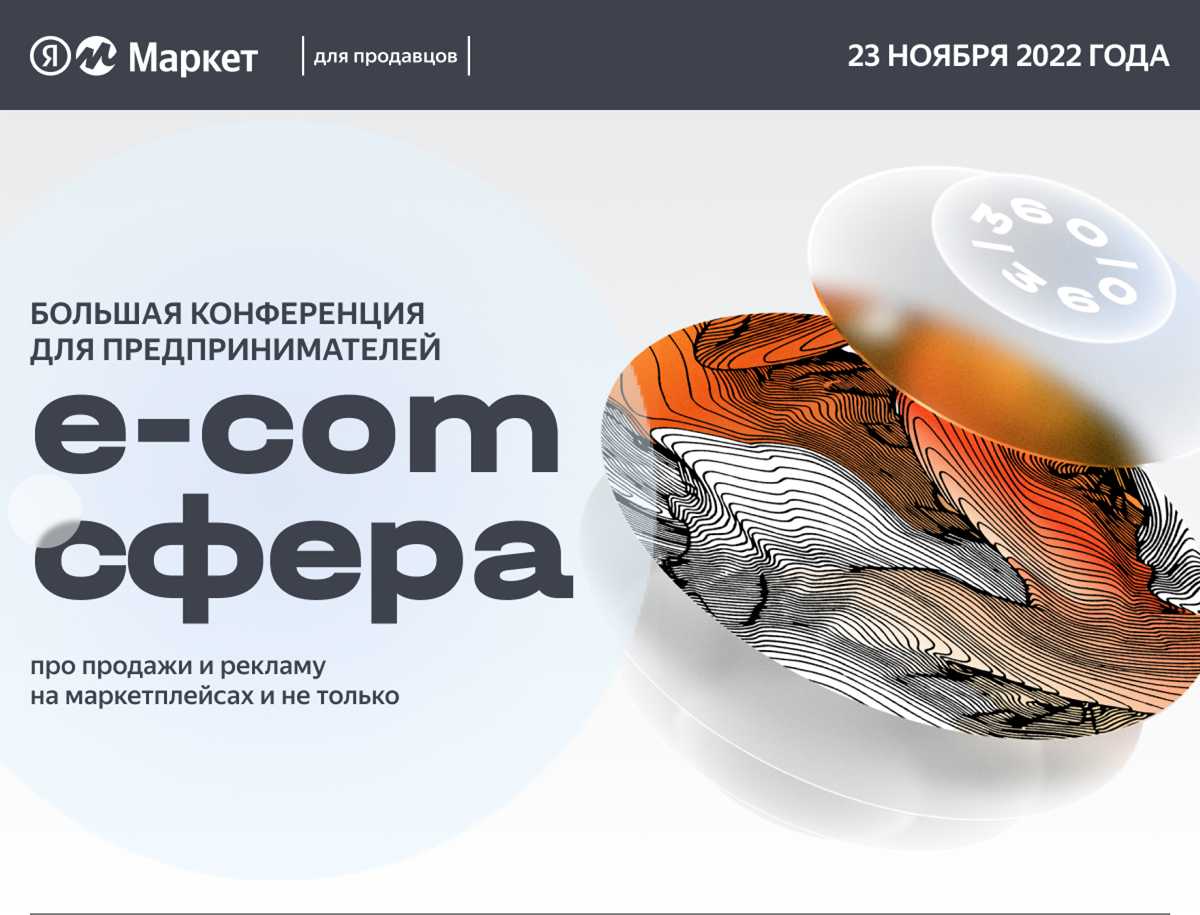 Я Маркет
для продавцов
23 НОЯБРЯ 2022 ГОДА
БОЛЬШАЯ КОНФЕРЕНЦИЯ
ДЛЯ ПРЕДПРИНИМАТЕЛЕЙ
e-com
сфера
про продажи и рекламу
на маркетплейсах и не только
360|360|